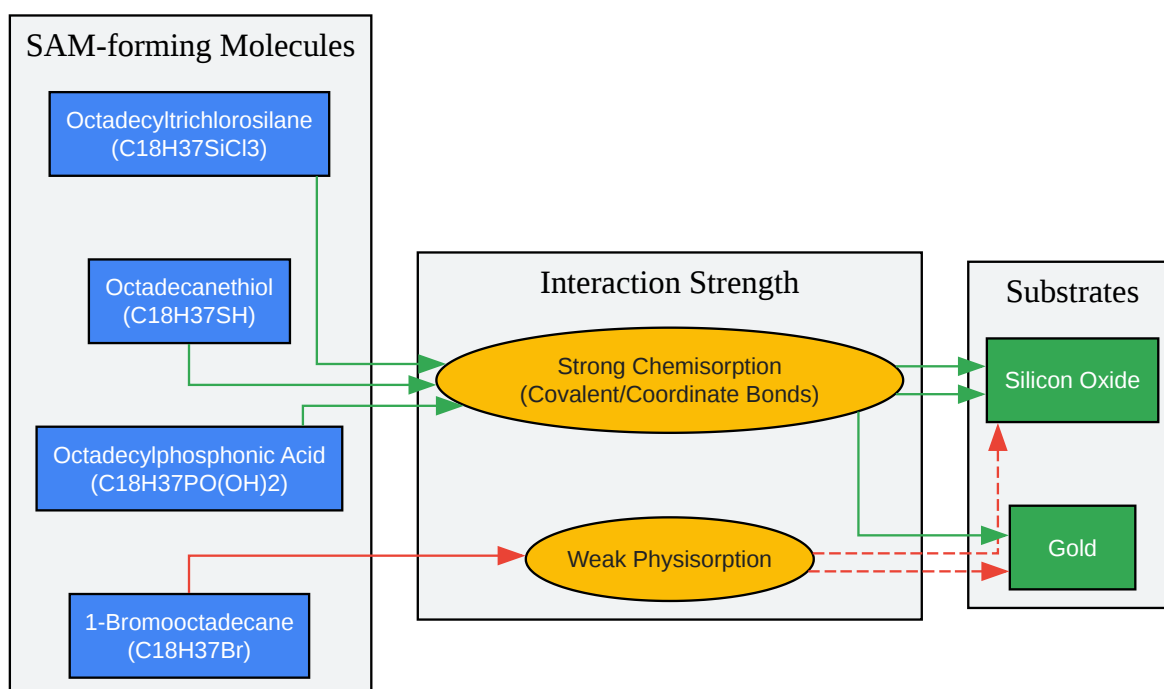 SAM-forming Molecules
Octadecyltrichlorosilane
(C18H37SiCl3)
Octadecanethiol
(C18H37SH)
Octadecylphosphonic Acid
(C18H37PO(OH)2)
1-Bromooctadecane
(C18H37Br)
Interaction Strength
Strong Chemisorption
(Covalent/Coordinate Bonds)
Weak Physisorption
Substrates
Silicon Oxide
Gold